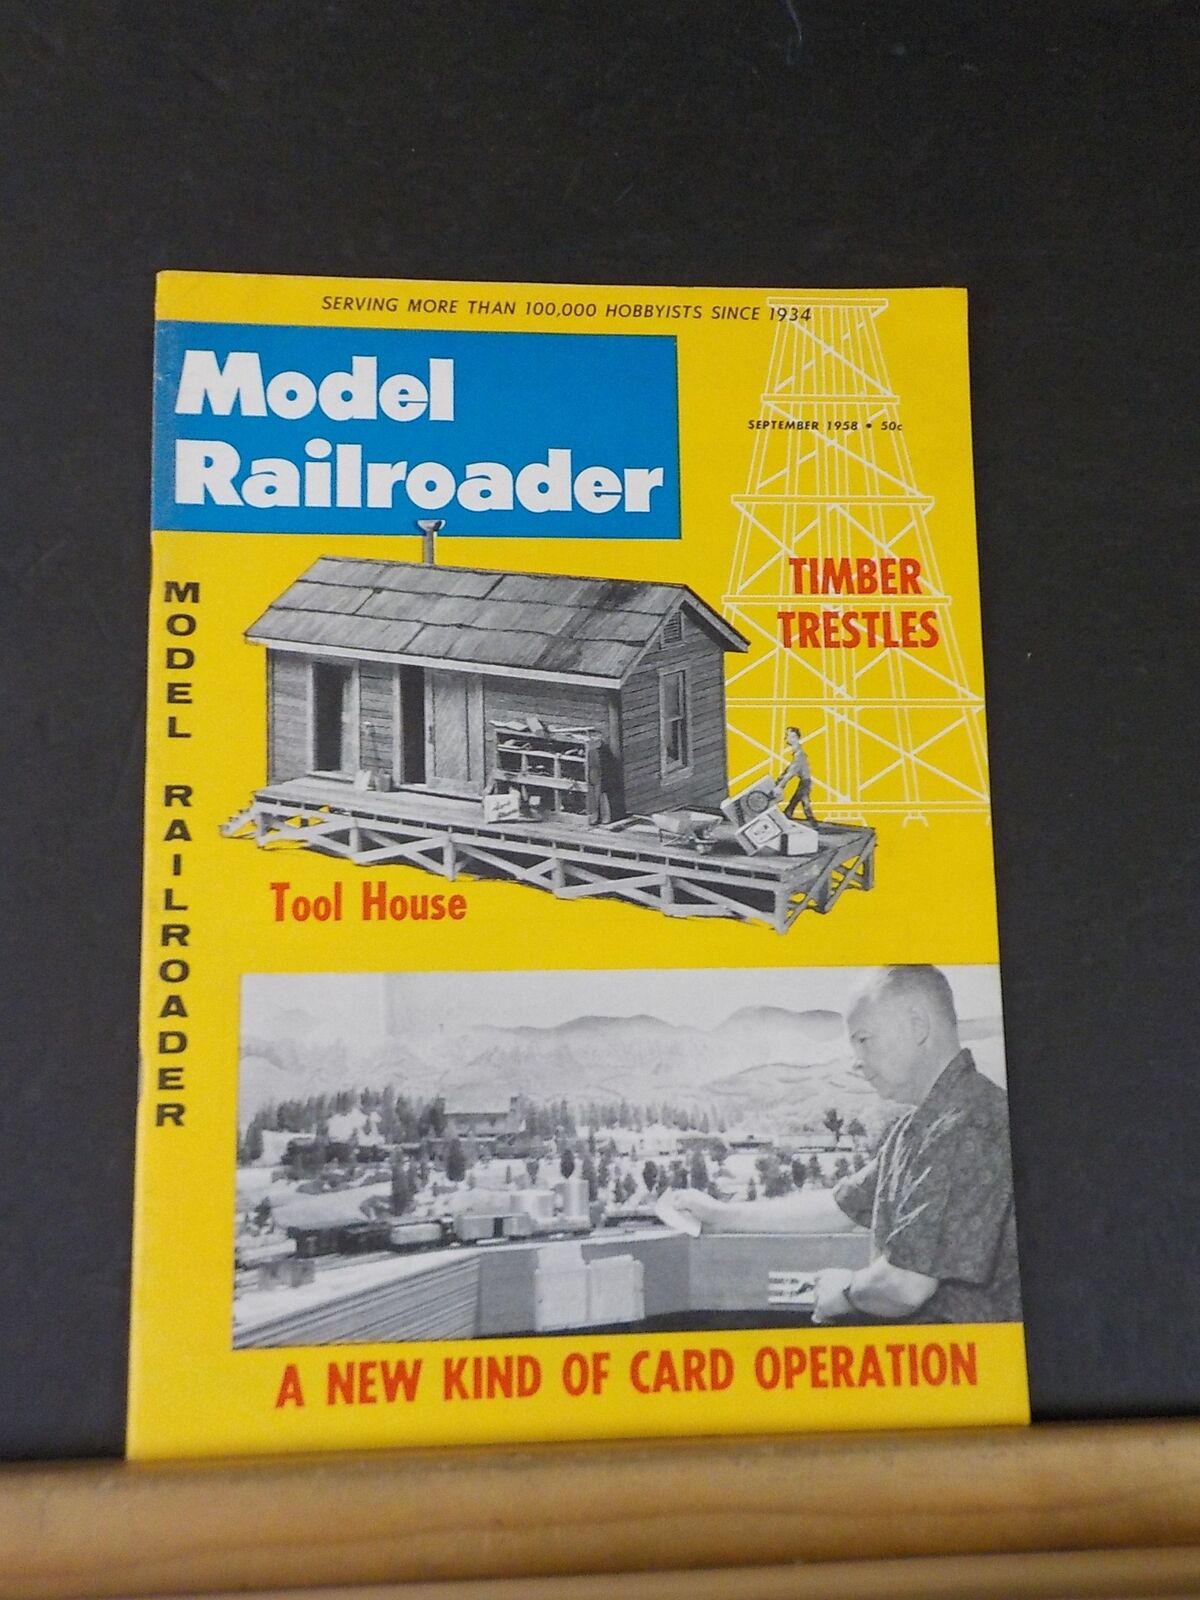 SERVING MORE THAN 100,000 HOBBYISTS SINCE 1934
Model
Railroader
SEPTEMBER 1958 • 50c
TIMBER
TRESTLES
MODEL RAILROADER
Tool House
A NEW KIND OF CARD OPERATION